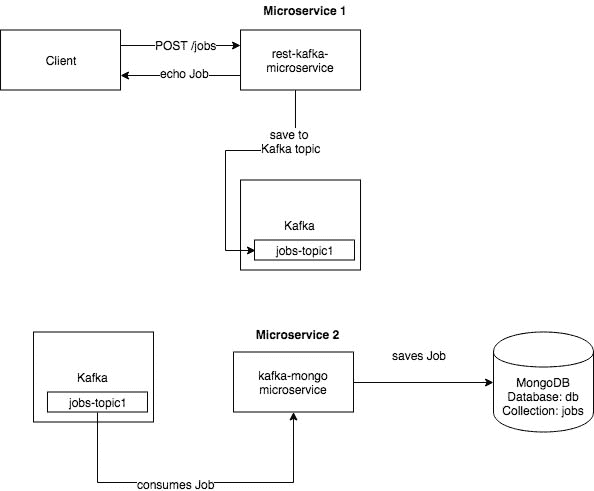 Microservice 1
Client
POST /jobs
echo Job
rest-kafka-
microservice
save to
Kafka topic
Kafka
jobs-topic1
Microservice 2
Kafka
jobs-topic1
kafka-mongo
microservice
saves Job
MongoDB
Database: db
Collection: jobs
consumes Job